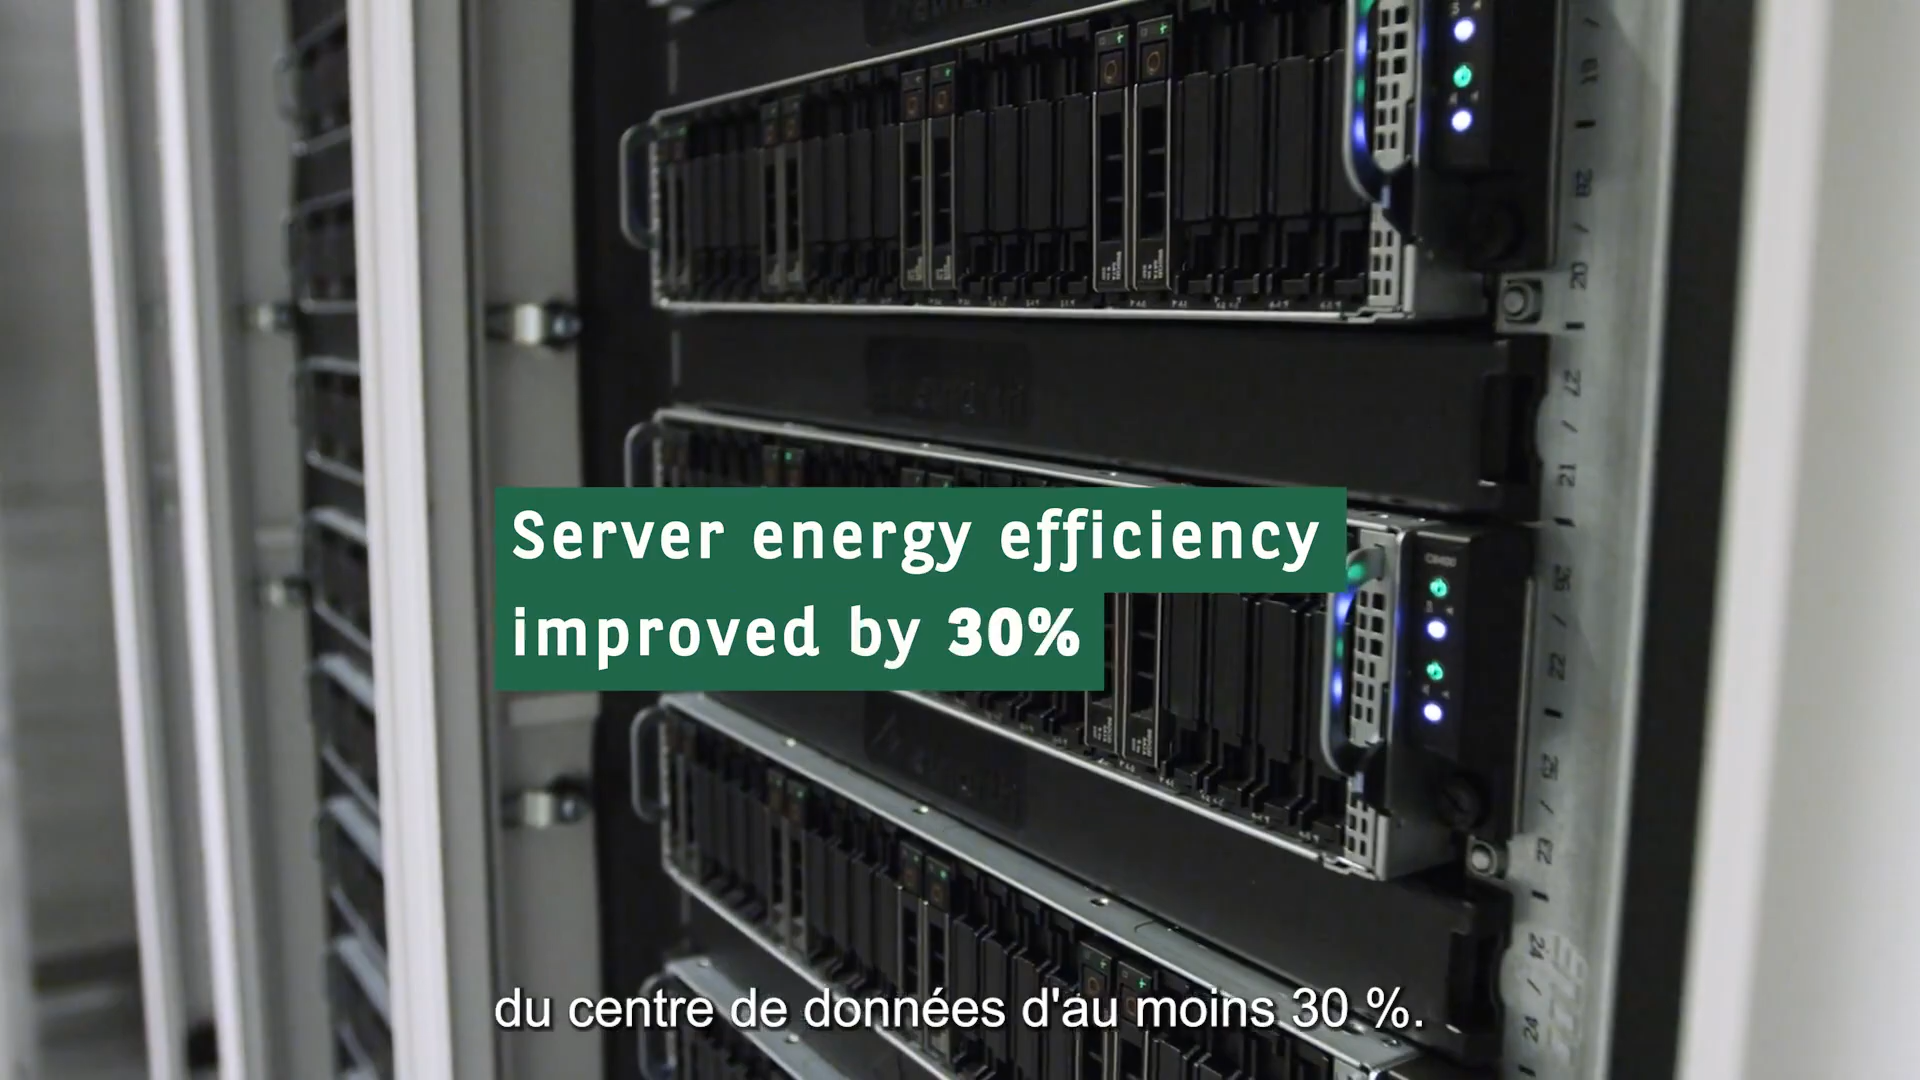 Server energy efficiency
improved by 30%
du centre de données d'au moins 30 %.